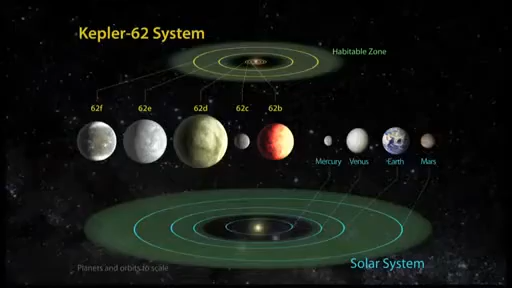 Kepler-62 System
Habitable Zone
62f 62e 62d 62c 62b
Mercury Venus Earth Mars
Solar System
Planets and orbits to scale